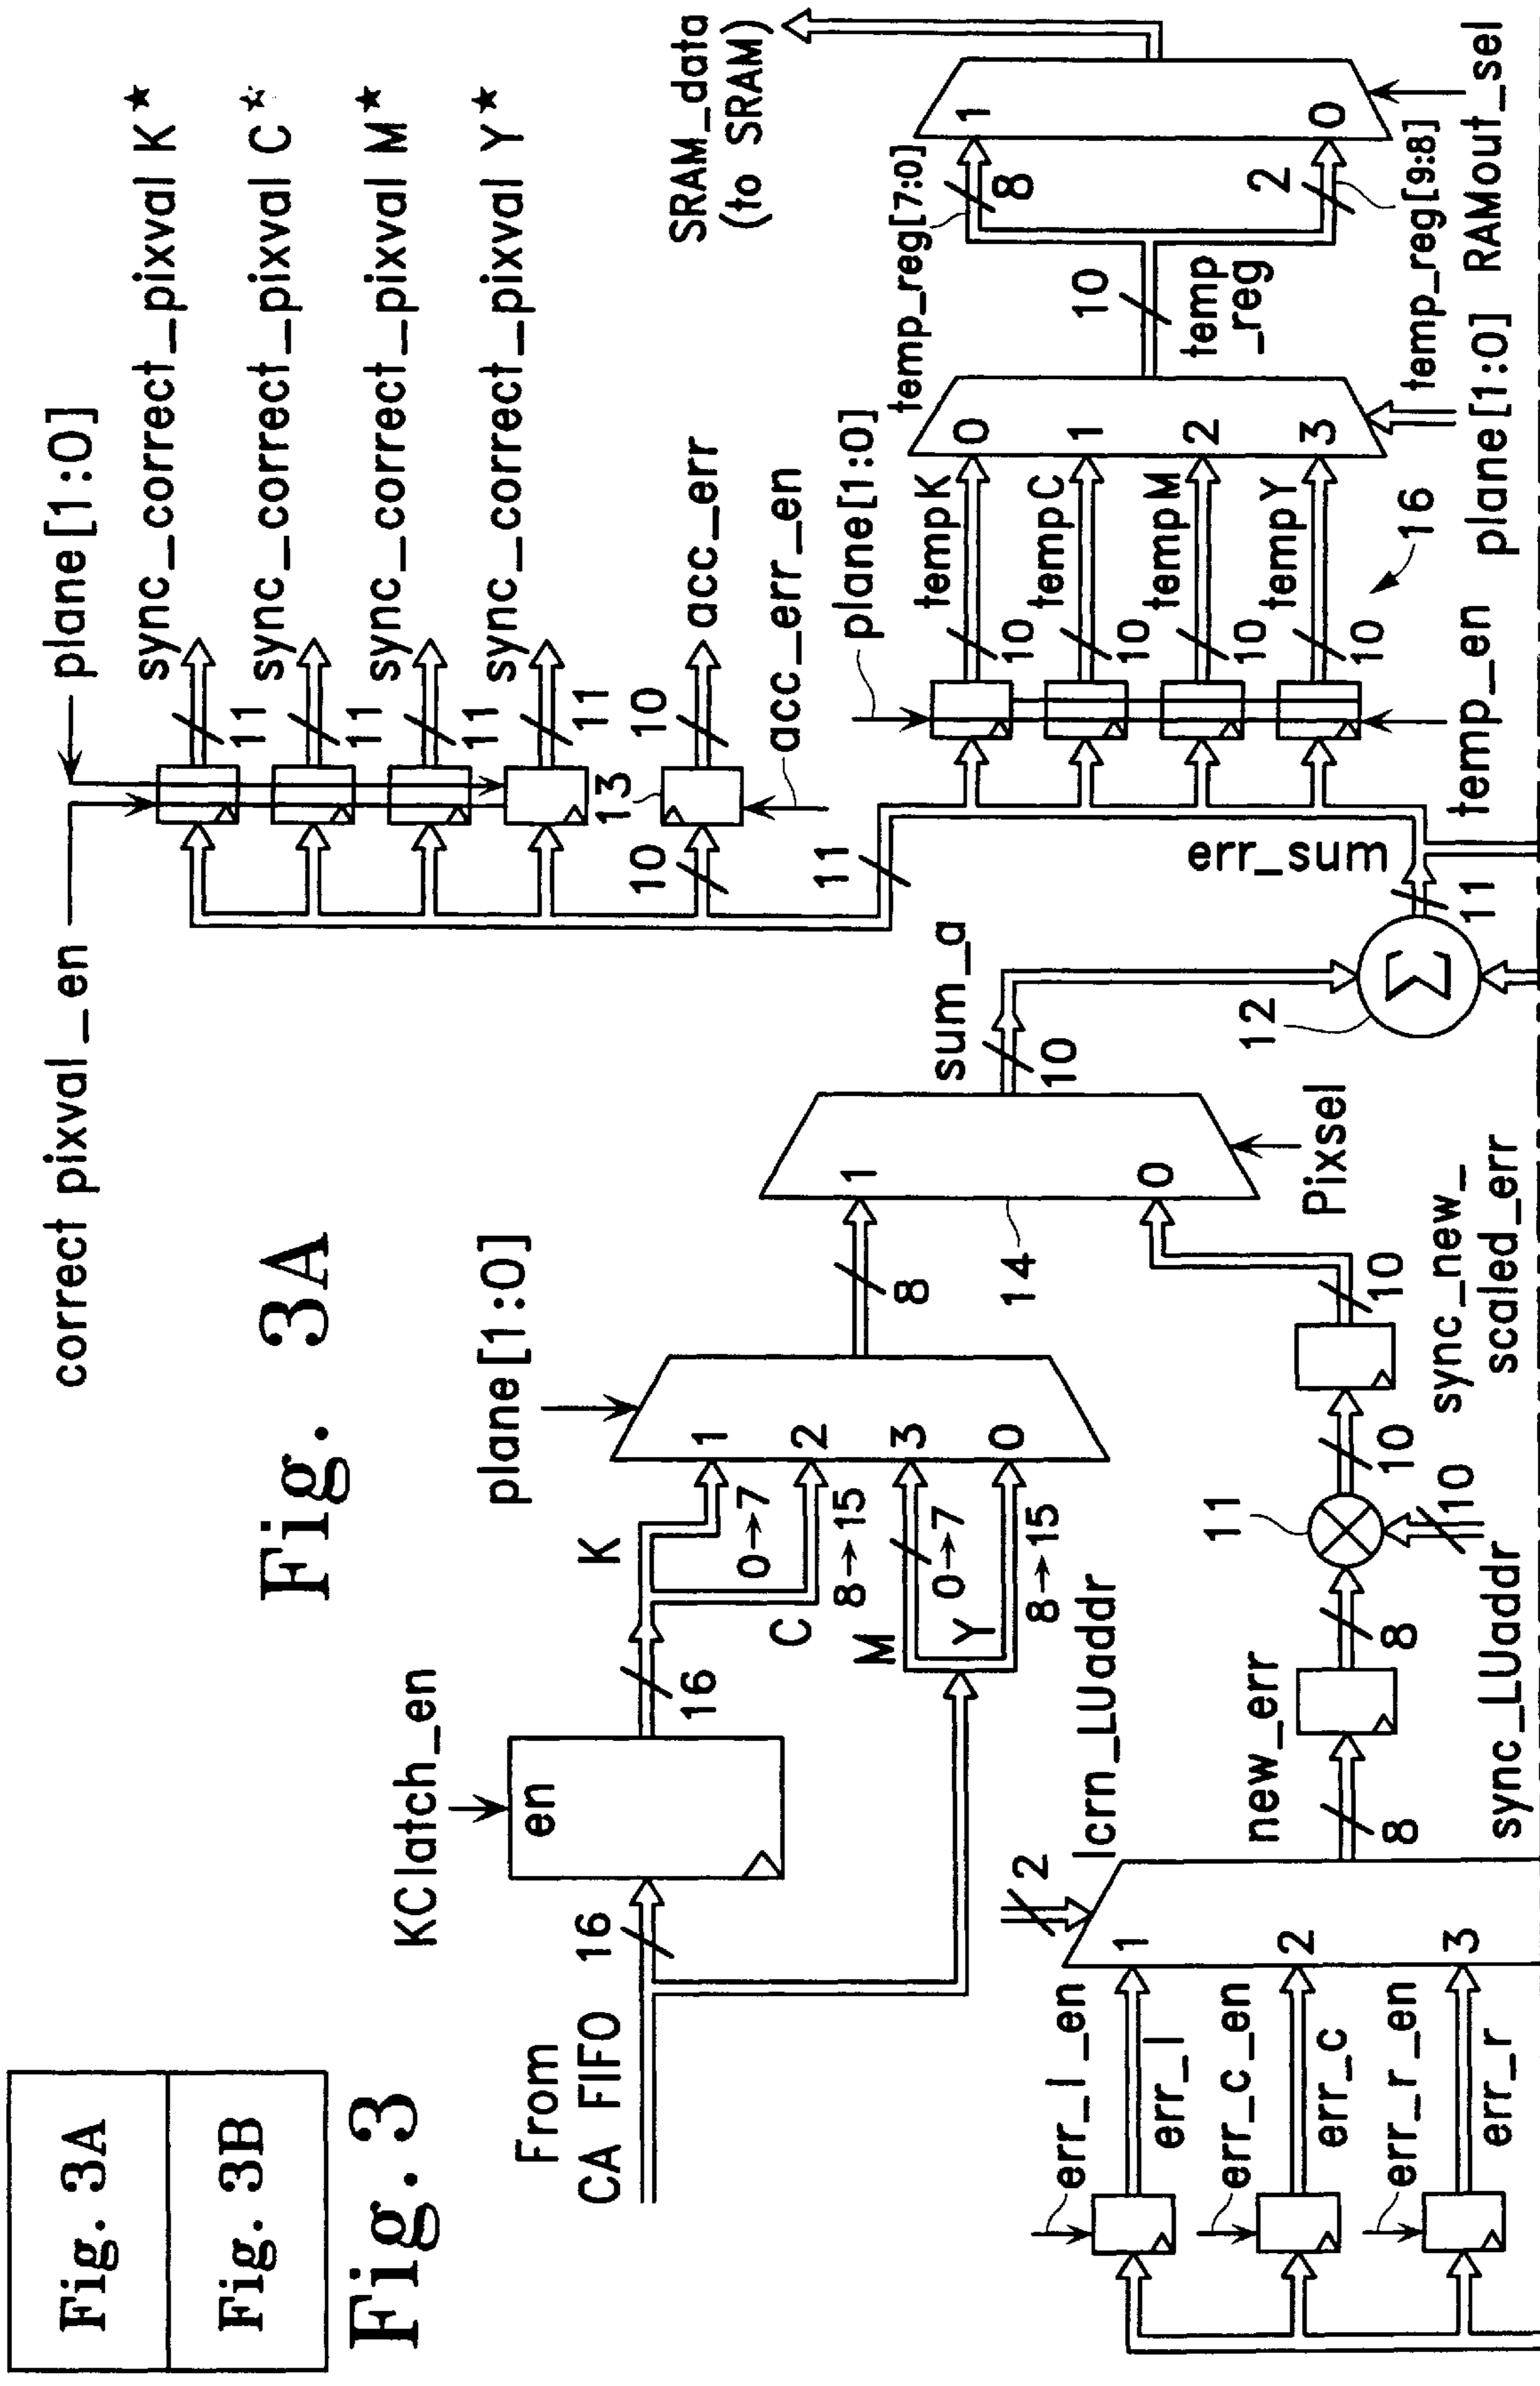 Fig. 3A
Fig. 3B
Fig. 3
Fig. 3A
correct pixval_en
plane[1:0]
sync_correct_pixval K★
sync_correct_pixval C★
sync_correct_pixval M★
sync_correct_pixval Y★
11
11
11
11
13
10
10
acc_err
acc_err_en
11
SRAM_data
(to SRAM)
KClatch_en
en
From
CA FIFO
16
16
K
C
M
Y
0→7
8→15
0→7
8→15
plane[1:0]
1
2
3
0
8
1
0
14
Pixsel
sum_a
10
12
Σ
err_sum
11
plane[1:0]
tempK
tempC
tempM
tempY
10
10
10
10
temp_en
16
0
1
2
3
plane[1:0]
10
temp
_reg
temp_reg[7:0]
8
2
temp_reg[9:8]
1
0
RAMout_sel
err_l_en
err_l
err_c_en
err_c
err_r_en
err_r
2
lcrn_LUaddr
1
2
3
new_err
8
8
sync_LUaddr
11
10
10
10
sync_new_
scaled_err